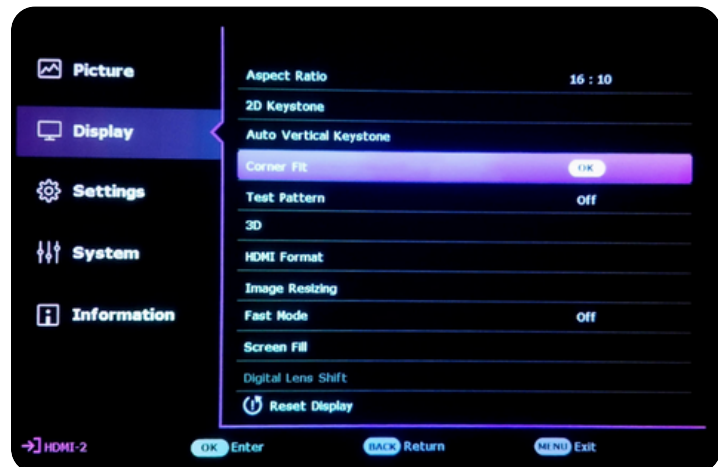 Picture
Display
Settings
System
Information
Aspect Ratio 16 : 10
2D Keystone
Auto Vertical Keystone
Corner Fit OK
Test Pattern Off
3D
HDMI Format
Image Resizing
Fast Mode Off
Screen Fill
Digital Lens Shift
Reset Display
HDMI-2 OK Enter BACK Return MENU Exit